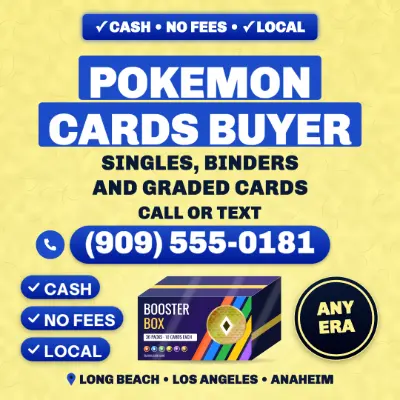 ✓CASH • NO FEES • ✓LOCAL
POKEMON
CARDS BUYER
SINGLES, BINDERS
AND GRADED CARDS
CALL OR TEXT
(909) 555-0181
✓ CASH
✓ NO FEES
✓ LOCAL
BOOSTER
BOX
ANY
ERA
LONG BEACH • LOS ANGELES • ANAHEIM